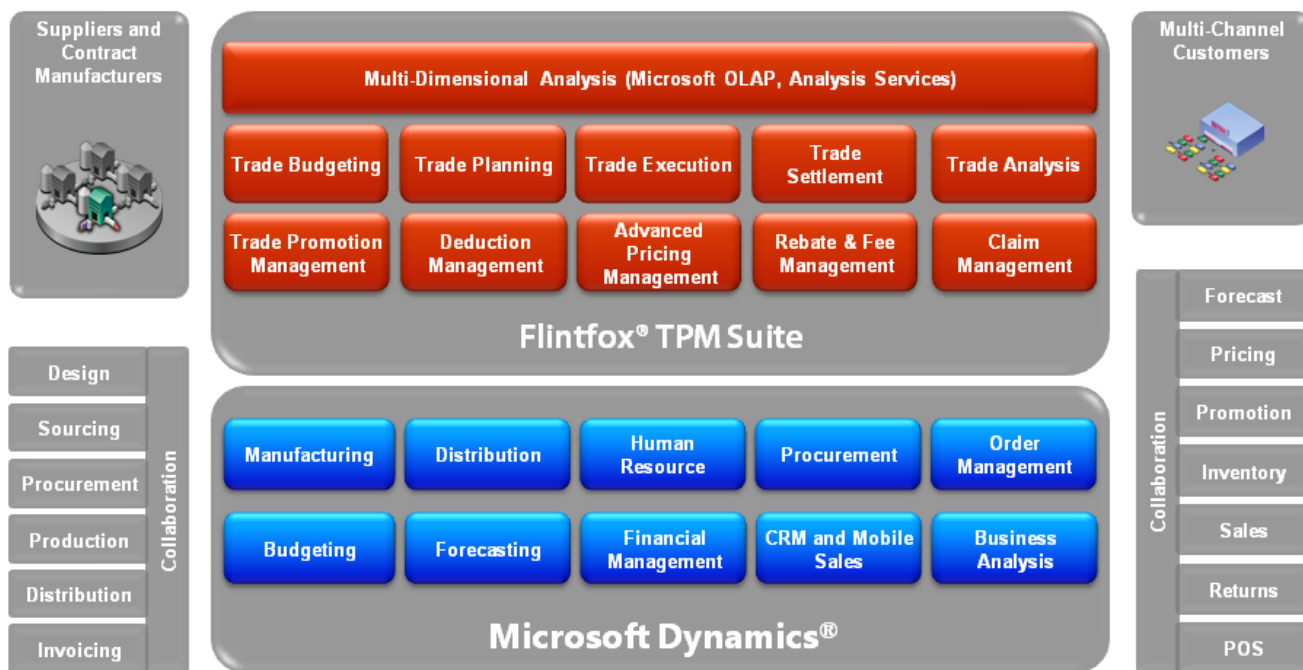 Suppliers and
Contract
Manufacturers
Design
Sourcing
Procurement
Production
Distribution
Invoicing
Collaboration
Multi-Dimensional Analysis (Microsoft OLAP, Analysis Services)
Trade Budgeting
Trade Planning
Trade Execution
Trade
Settlement
Trade Analysis
Trade Promotion
Management
Deduction
Management
Advanced
Pricing
Management
Rebate & Fee
Management
Claim
Management
Flintfox® TPM Suite
Manufacturing
Distribution
Human
Resource
Procurement
Order
Management
Budgeting
Forecasting
Financial
Management
CRM and Mobile
Sales
Business
Analysis
Microsoft Dynamics®
Multi-Channel
Customers
Collaboration
Forecast
Pricing
Promotion
Inventory
Sales
Returns
POS